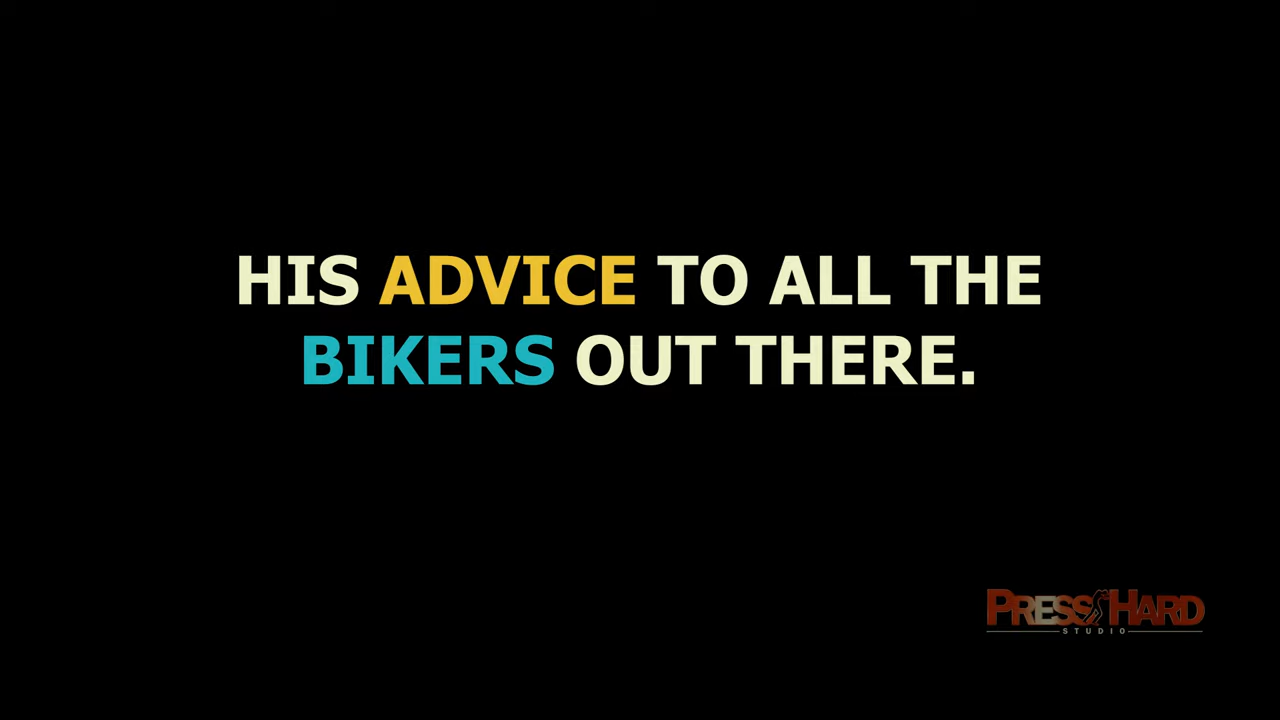 HIS ADVICE TO ALL THE
BIKERS OUT THERE.
PRESS HARD
STUDIO